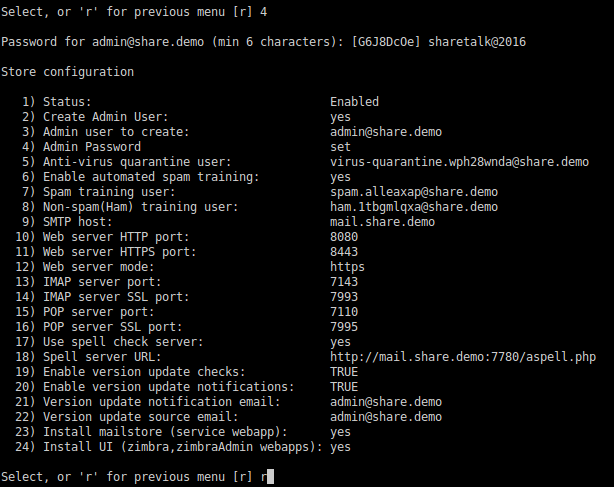 Select, or 'r' for previous menu [r] 4
Password for admin@share.demo (min 6 characters): [G6J8DcOe] sharetalk@2016
Store configuration
1) Status: Enabled
2) Create Admin User: yes
3) Admin user to create: admin@share.demo
4) Admin Password set
5) Anti-virus quarantine user: virus-quarantine.wph28wnda@share.demo
6) Enable automated spam training: yes
7) Spam training user: spam.alleaxap@share.demo
8) Non-spam(Ham) training user: ham.1tbgmlqxa@share.demo
9) SMTP host: mail.share.demo
10) Web server HTTP port: 8080
11) Web server HTTPS port: 8443
12) Web server mode: https
13) IMAP server port: 7143
14) IMAP server SSL port: 7993
15) POP server port: 7110
16) POP server SSL port: 7995
17) Use spell check server: yes
18) Spell server URL: http://mail.share.demo:7780/aspell.php
19) Enable version update checks: TRUE
20) Enable version update notifications: TRUE
21) Version update notification email: admin@share.demo
22) Version update source email: admin@share.demo
23) Install mailstore (service webapp): yes
24) Install UI (zimbra,zimbraAdmin webapps): yes
Select, or 'r' for previous menu [r] r